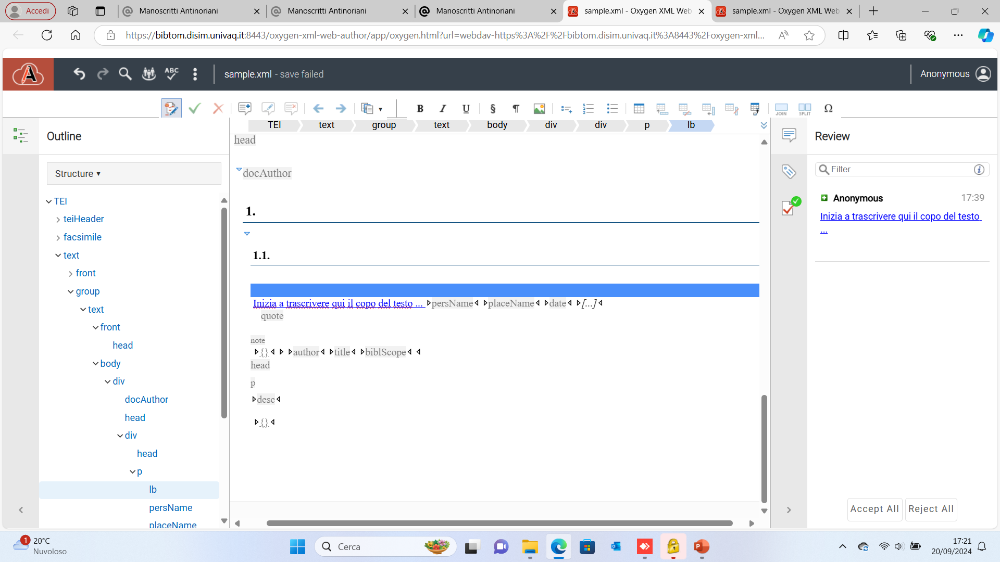 Accedi
Manoscritti Antinoriani
Manoscritti Antinoriani
Manoscritti Antinoriani
sample.xml - Oxygen XML Web
sample.xml - Oxygen XML Web
https://bibtom.disim.univaq.it:8443/oxygen-xml-web-author/app/oxygen.html?url=webdav-https%3A%2F%2Fbibtom.disim.univaq.it%3A8443%2Foxygen-xml...
A
ABC
sample.xml - save failed
Anonymous
B I U § ¶ JOIN SPLIT Ω
TEI text group text body div div p lb
Outline
Structure
TEI
teiHeader
facsimile
text
front
group
text
front
head
body
div
docAuthor
head
div
head
p
lb
persName
placeName
head
docAuthor
1.
1.1.
Inizia a trascrivere qui il copo del testo ... persName placeName date [...]
quote
note
{} author title biblScope
head
p
desc
{}
Review
Filter
Anonymous 17:39
Inizia a trascrivere qui il copo del testo
...
Accept All Reject All
1
20°C
Nuvoloso
Cerca
17:21
20/09/2024